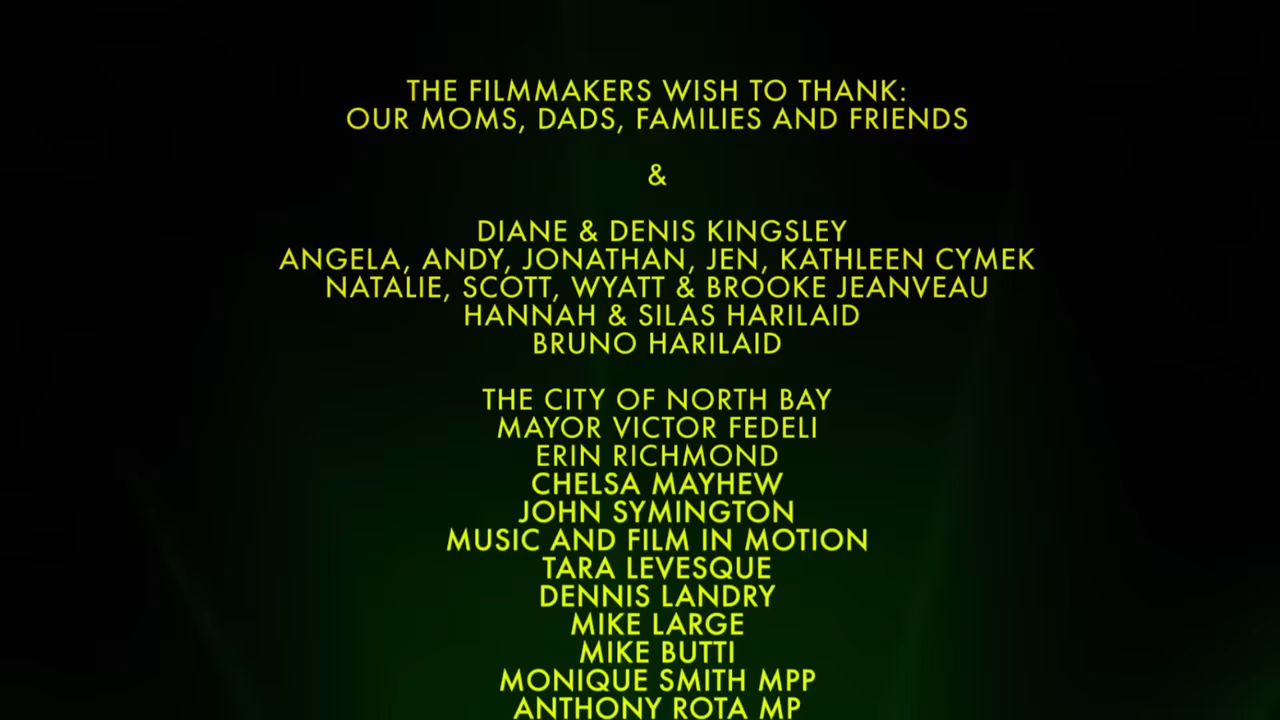 THE FILMMAKERS WISH TO THANK:
OUR MOMS, DADS, FAMILIES AND FRIENDS
&
DIANE & DENIS KINGSLEY
ANGELA, ANDY, JONATHAN, JEN, KATHLEEN CYMEK
NATALIE, SCOTT, WYATT & BROOKE JEANVEAU
HANNAH & SILAS HARILAID
BRUNO HARILAID
THE CITY OF NORTH BAY
MAYOR VICTOR FEDELI
ERIN RICHMOND
CHELSA MAYHEW
JOHN SYMINGTON
MUSIC AND FILM IN MOTION
TARA LEVESQUE
DENNIS LANDRY
MIKE LARGE
MIKE BUTTI
MONIQUE SMITH MPP
ANTHONY ROTA MP